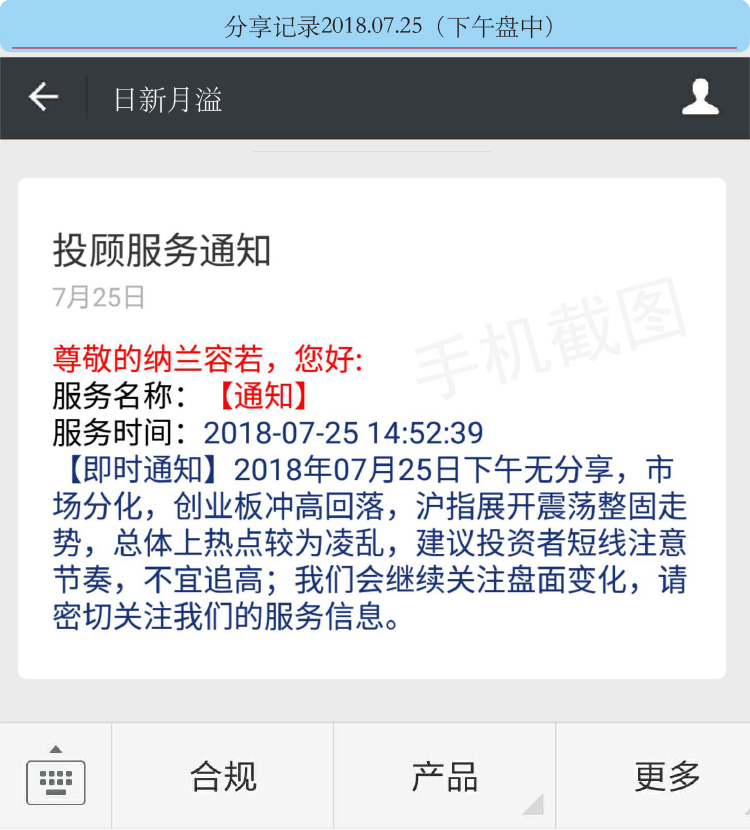 分享记录2018.07.25（下午盘中）
日新月溢
投顾服务通知
7月25日
手机截图
尊敬的纳兰容若，您好:
服务名称：【通知】
服务时间：2018-07-25 14:52:39
【即时通知】2018年07月25日下午无分享，市
场分化，创业板冲高回落，沪指展开震荡整固走
势，总体上热点较为凌乱，建议投资者短线注意
节奏，不宜追高；我们会继续关注盘面变化，请
密切关注我们的服务信息。
合规
产品
更多